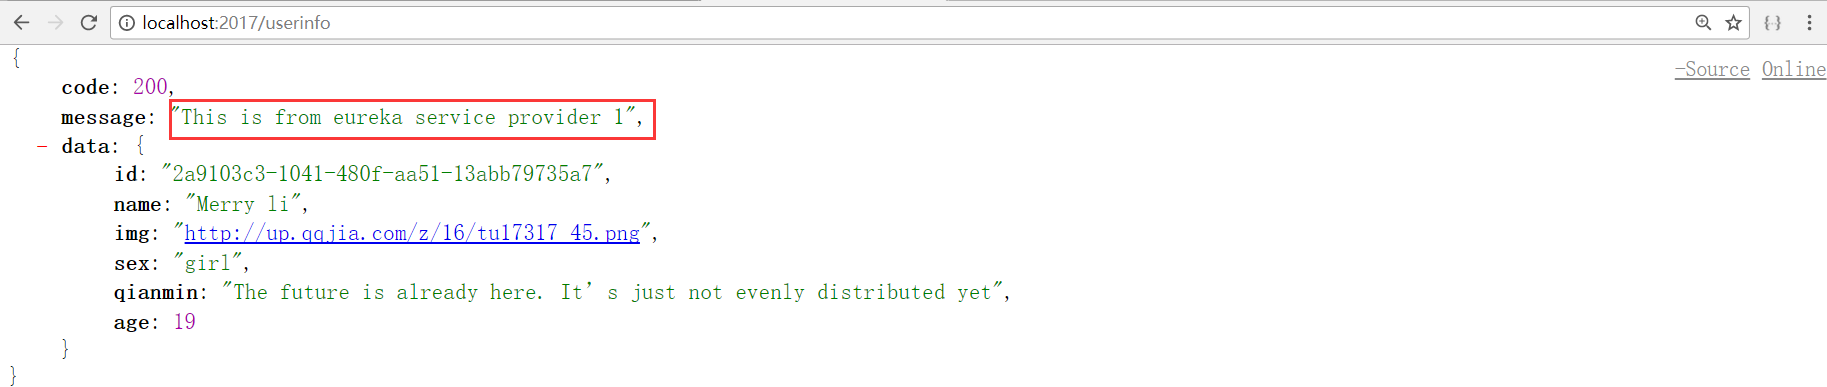 localhost:2017/userinfo
{
-Source Online
code: 200,
message: "This is from eureka service provider 1",
- data: {
id: "2a9103c3-1041-480f-aa51-13abb79735a7",
name: "Merry li",
img: "http://up.qqjia.com/z/16/tu17317_45.png",
sex: "girl",
qianmin: "The future is already here. It’s just not evenly distributed yet",
age: 19
}
}